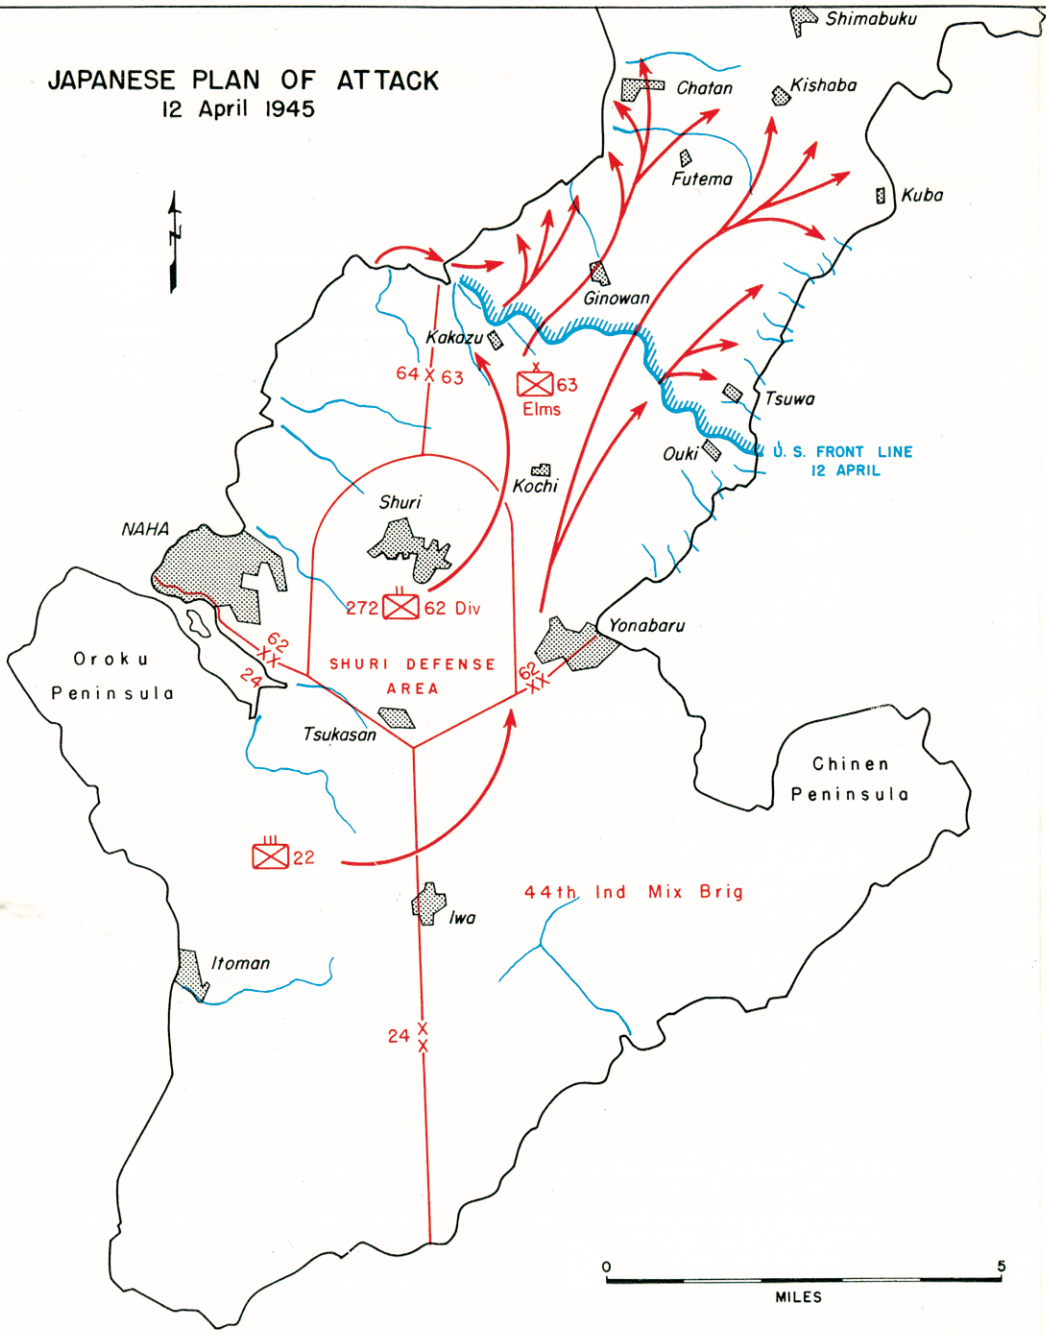 JAPANESE PLAN OF ATTACK
12 April 1945
Shimabuku
Chatan
Kishaba
Futema
Kuba
N
Ginowan
Kakazu
64 X 63
X
63
Elms
Tsuwa
Ouki
U. S. FRONT LINE
12 APRIL
Kochi
Shuri
NAHA
272
62 Div
Yonabaru
62
XX
24
SHURI DEFENSE
AREA
62
XX
Oroku
Peninsula
Tsukasan
Chinen
Peninsula
22
44th Ind Mix Brig
Iwa
Itoman
24 X
X
0 5
MILES